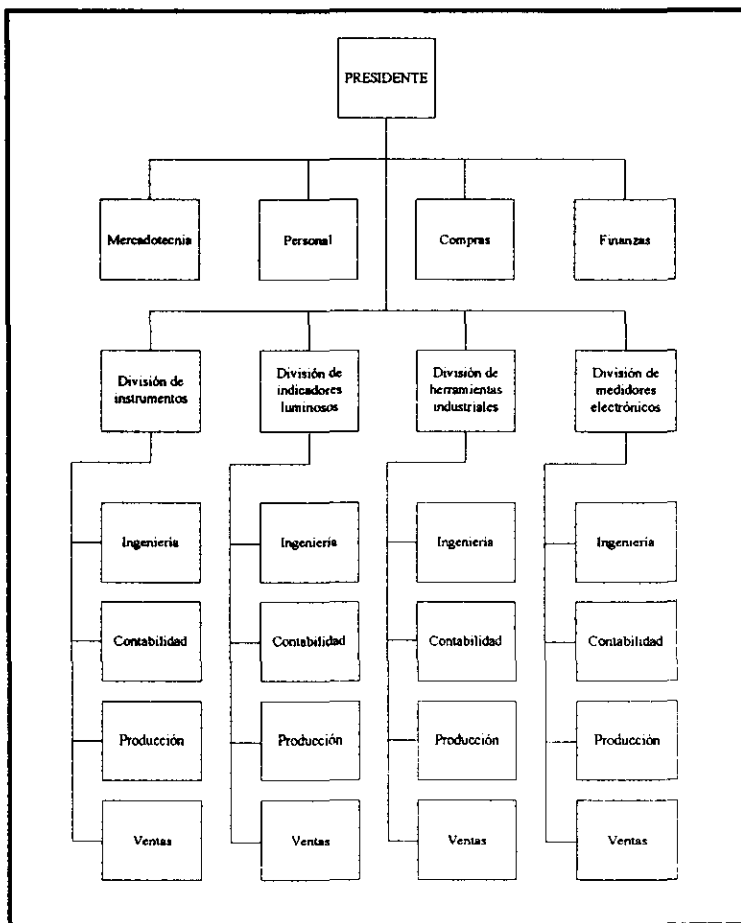 PRESIDENTE
Mercadotecnia
Personal
Compras
Finanzas
División de
instrumentos
División de
indicadores
luminosos
División de
herramientas
industriales
División de
medidores
electrónicos
Ingeniería
Ingeniería
Ingeniería
Ingeniería
Contabilidad
Contabilidad
Contabilidad
Contabilidad
Producción
Producción
Producción
Producción
Ventas
Ventas
Ventas
Ventas